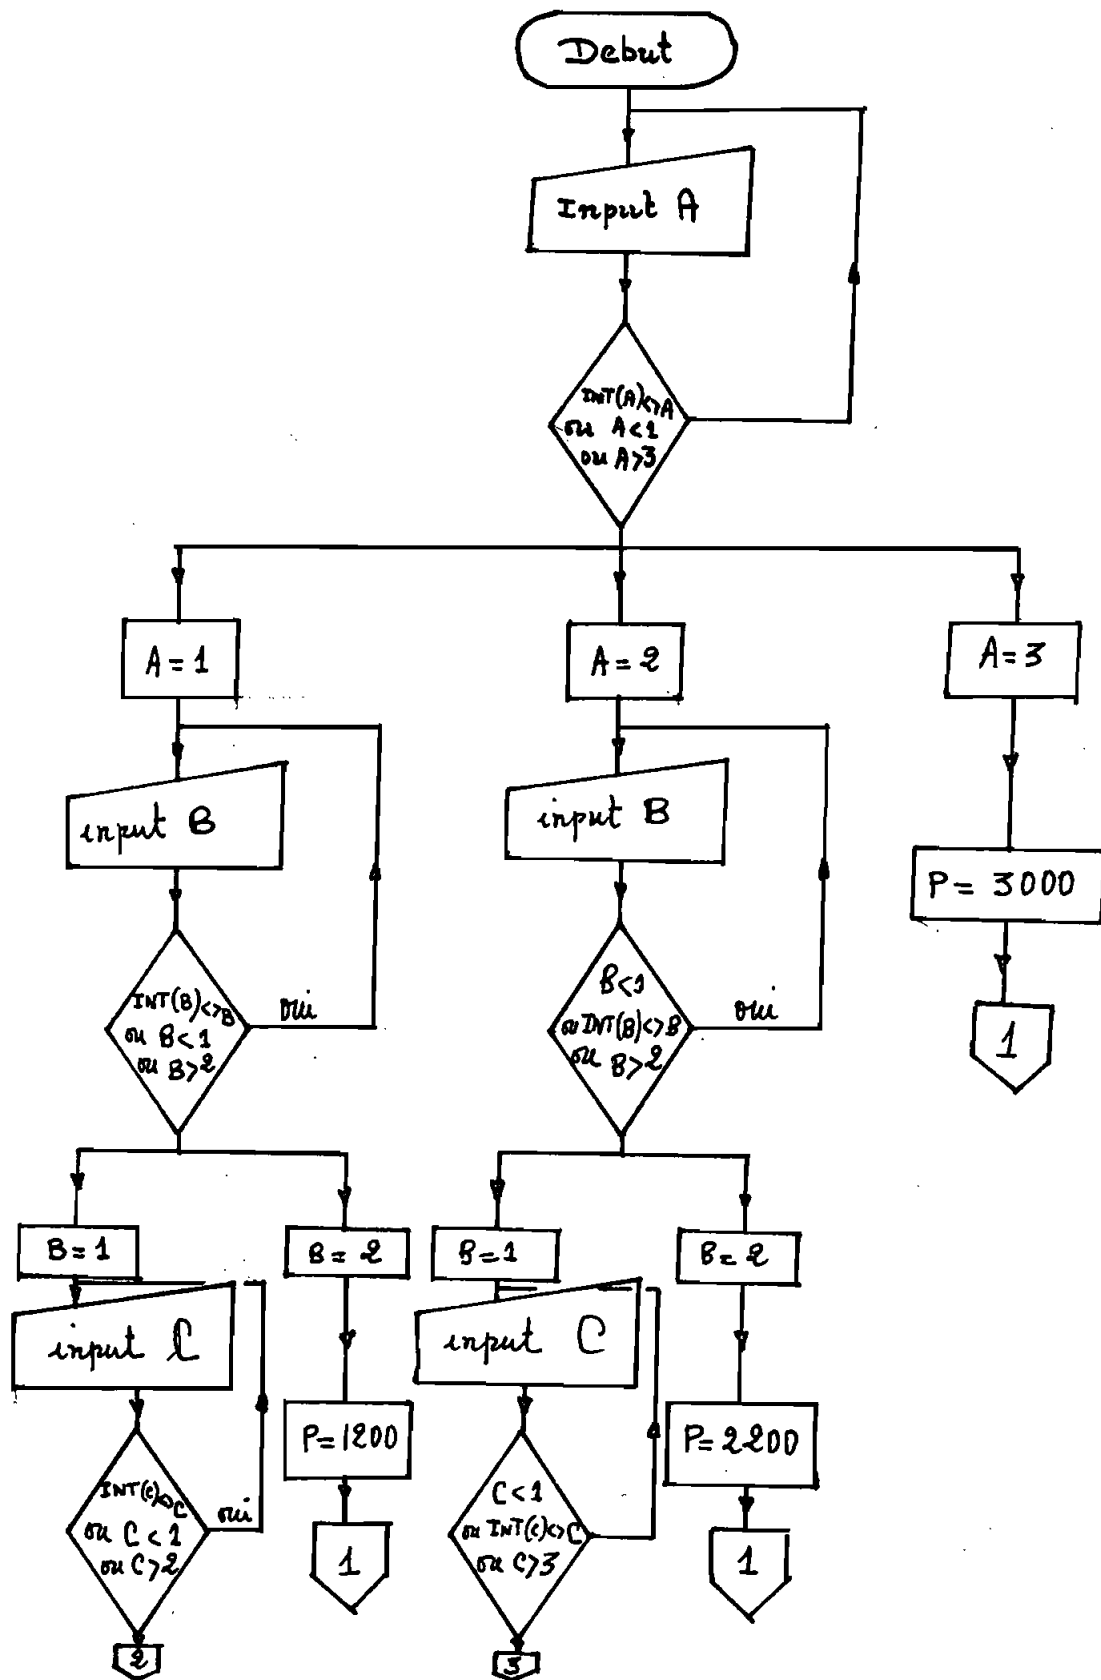 Debut
Input A
INT(A)<>A
ou A<1
ou A>3
A=1
A=2
A=3
input B
input B
P= 3000
INT(B)<>B
ou B<1
ou B>2
oui
B<1
ou INT(B)<>B
ou B>2
oui
1
B=1
B= 2
B=1
B= 2
input C
input C
P=1200
P=2200
INT(C)<>C
ou C<1
ou C>2
oui
C<1
ou INT(C)<>C
ou C>3
1
1
2
3